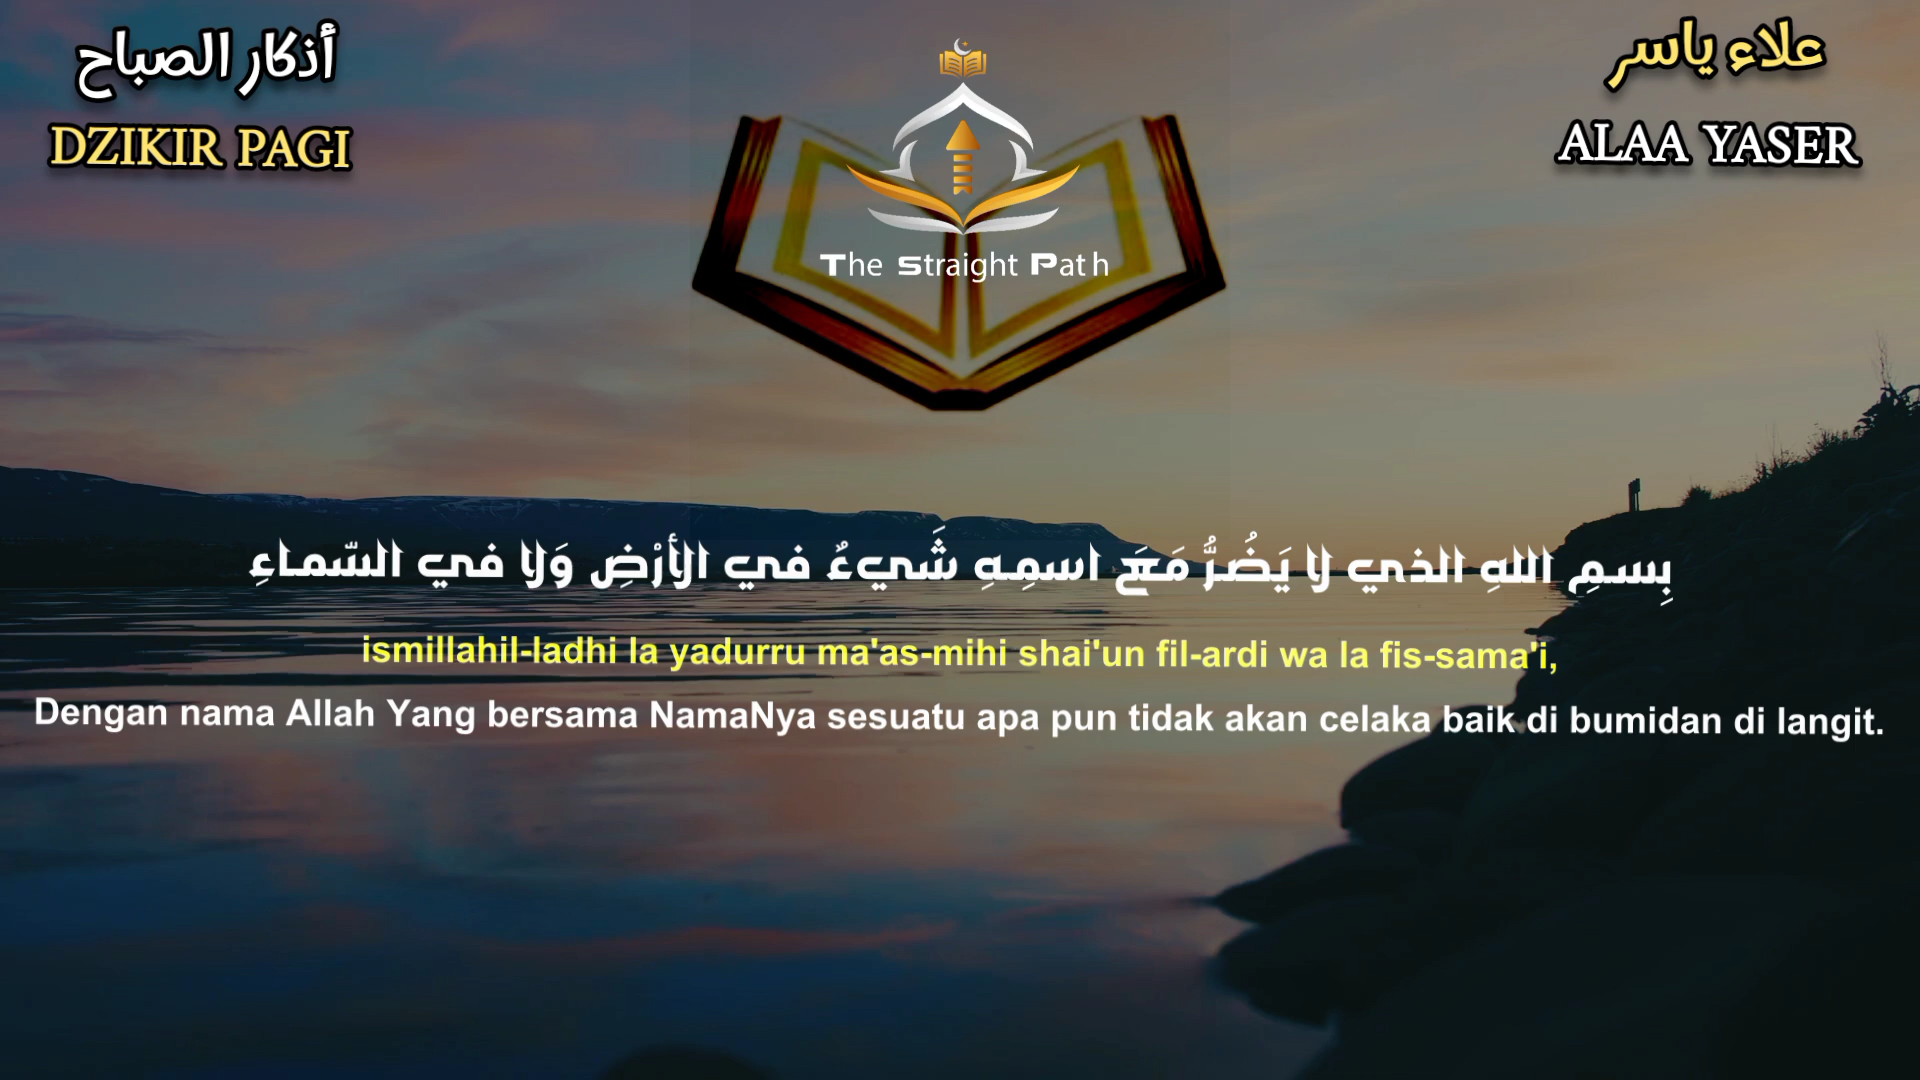 أذكار الصباح
DZIKIR PAGI
علاء ياسر
ALAA YASER
The Straight Path
بِسمِ اللهِ الذي لا يَضُرُّ مَعَ اسمِهِ شَيءٌ في الأرْضِ وَلا في السّماءِ
ismillahil-ladhi la yadurru ma'as-mihi shai'un fil-ardi wa la fis-sama'i,
Dengan nama Allah Yang bersama NamaNya sesuatu apa pun tidak akan celaka baik di bumidan di langit.